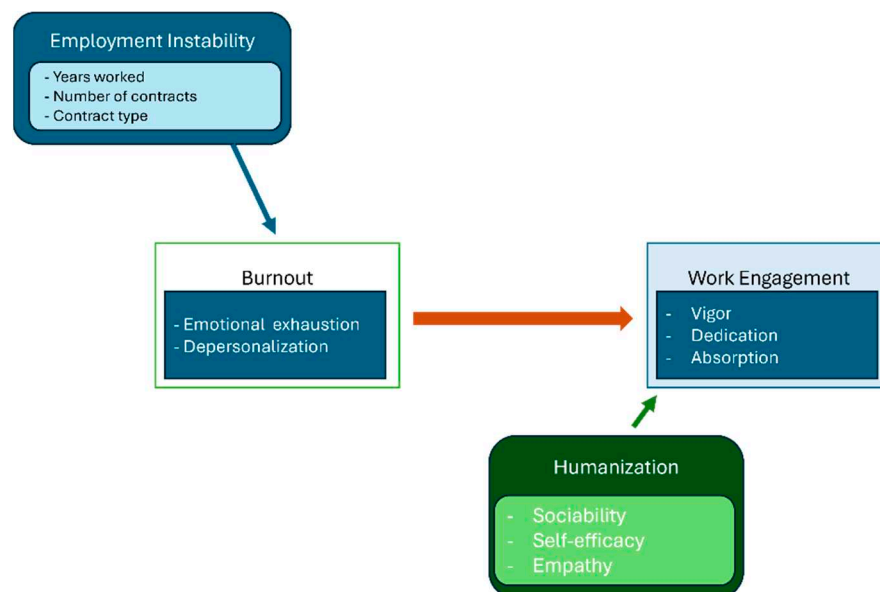 Employment Instability
- Years worked
- Number of contracts
- Contract type
Burnout
- Emotional exhaustion
- Depersonalization
Work Engagement
- Vigor
- Dedication
- Absorption
Humanization
- Sociability
- Self-efficacy
- Empathy